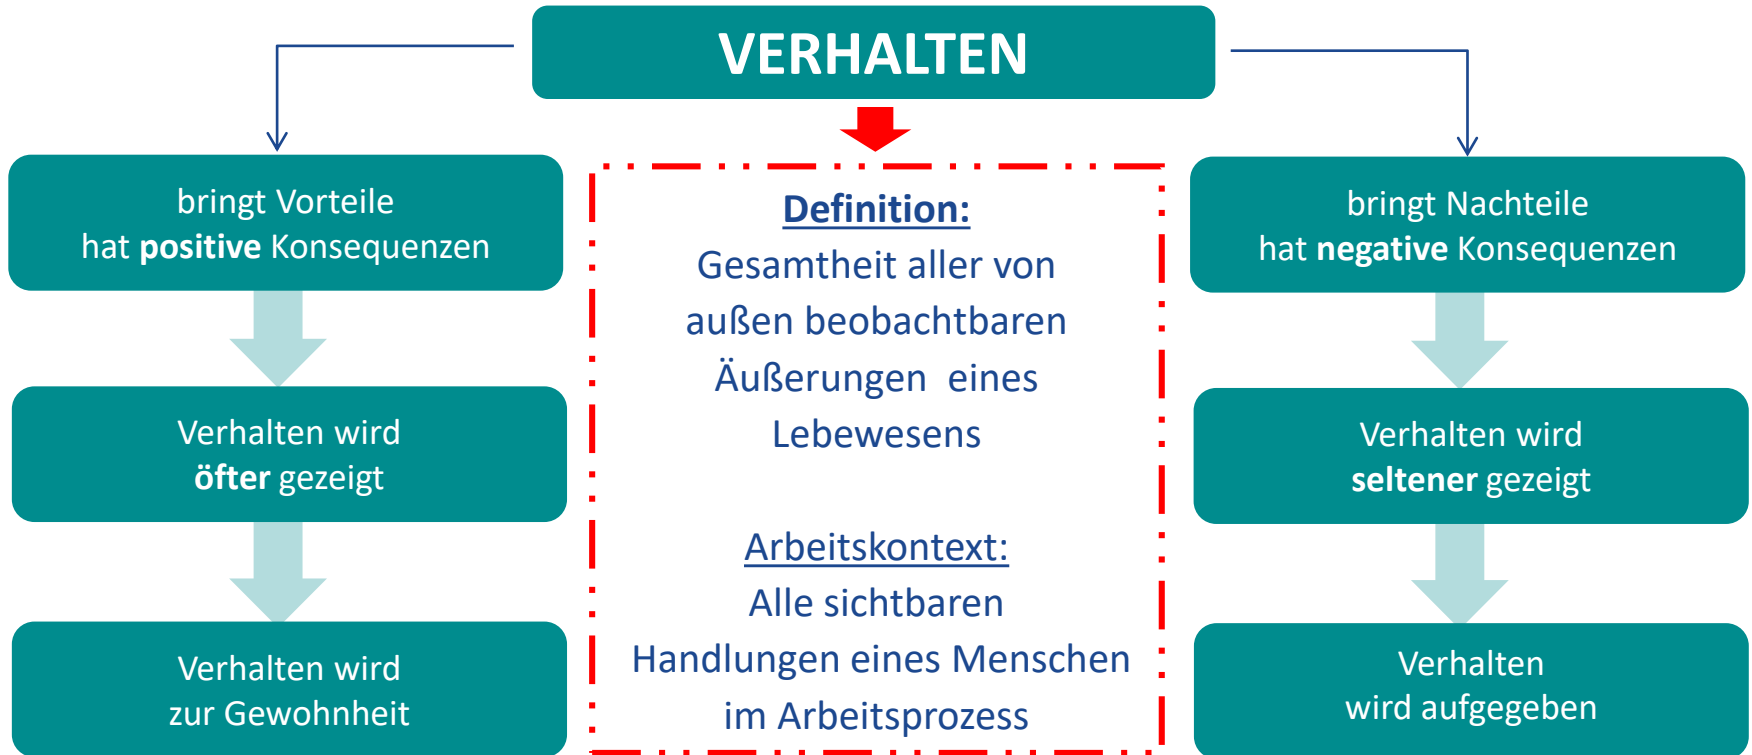 VERHALTEN
bringt Vorteile
hat positive Konsequenzen
Verhalten wird
öfter gezeigt
Verhalten wird
zur Gewohnheit
Definition:
Gesamtheit aller von
außen beobachtbaren
Äußerungen eines
Lebewesens
Arbeitskontext:
Alle sichtbaren
Handlungen eines Menschen
im Arbeitsprozess
bringt Nachteile
hat negative Konsequenzen
Verhalten wird
seltener gezeigt
Verhalten
wird aufgegeben